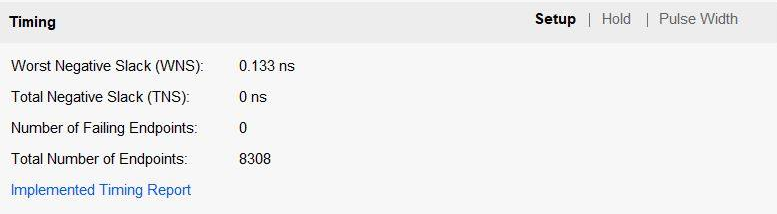 Timing Setup | Hold | Pulse Width
Worst Negative Slack (WNS): 0.133 ns
Total Negative Slack (TNS): 0 ns
Number of Failing Endpoints: 0
Total Number of Endpoints: 8308
Implemented Timing Report